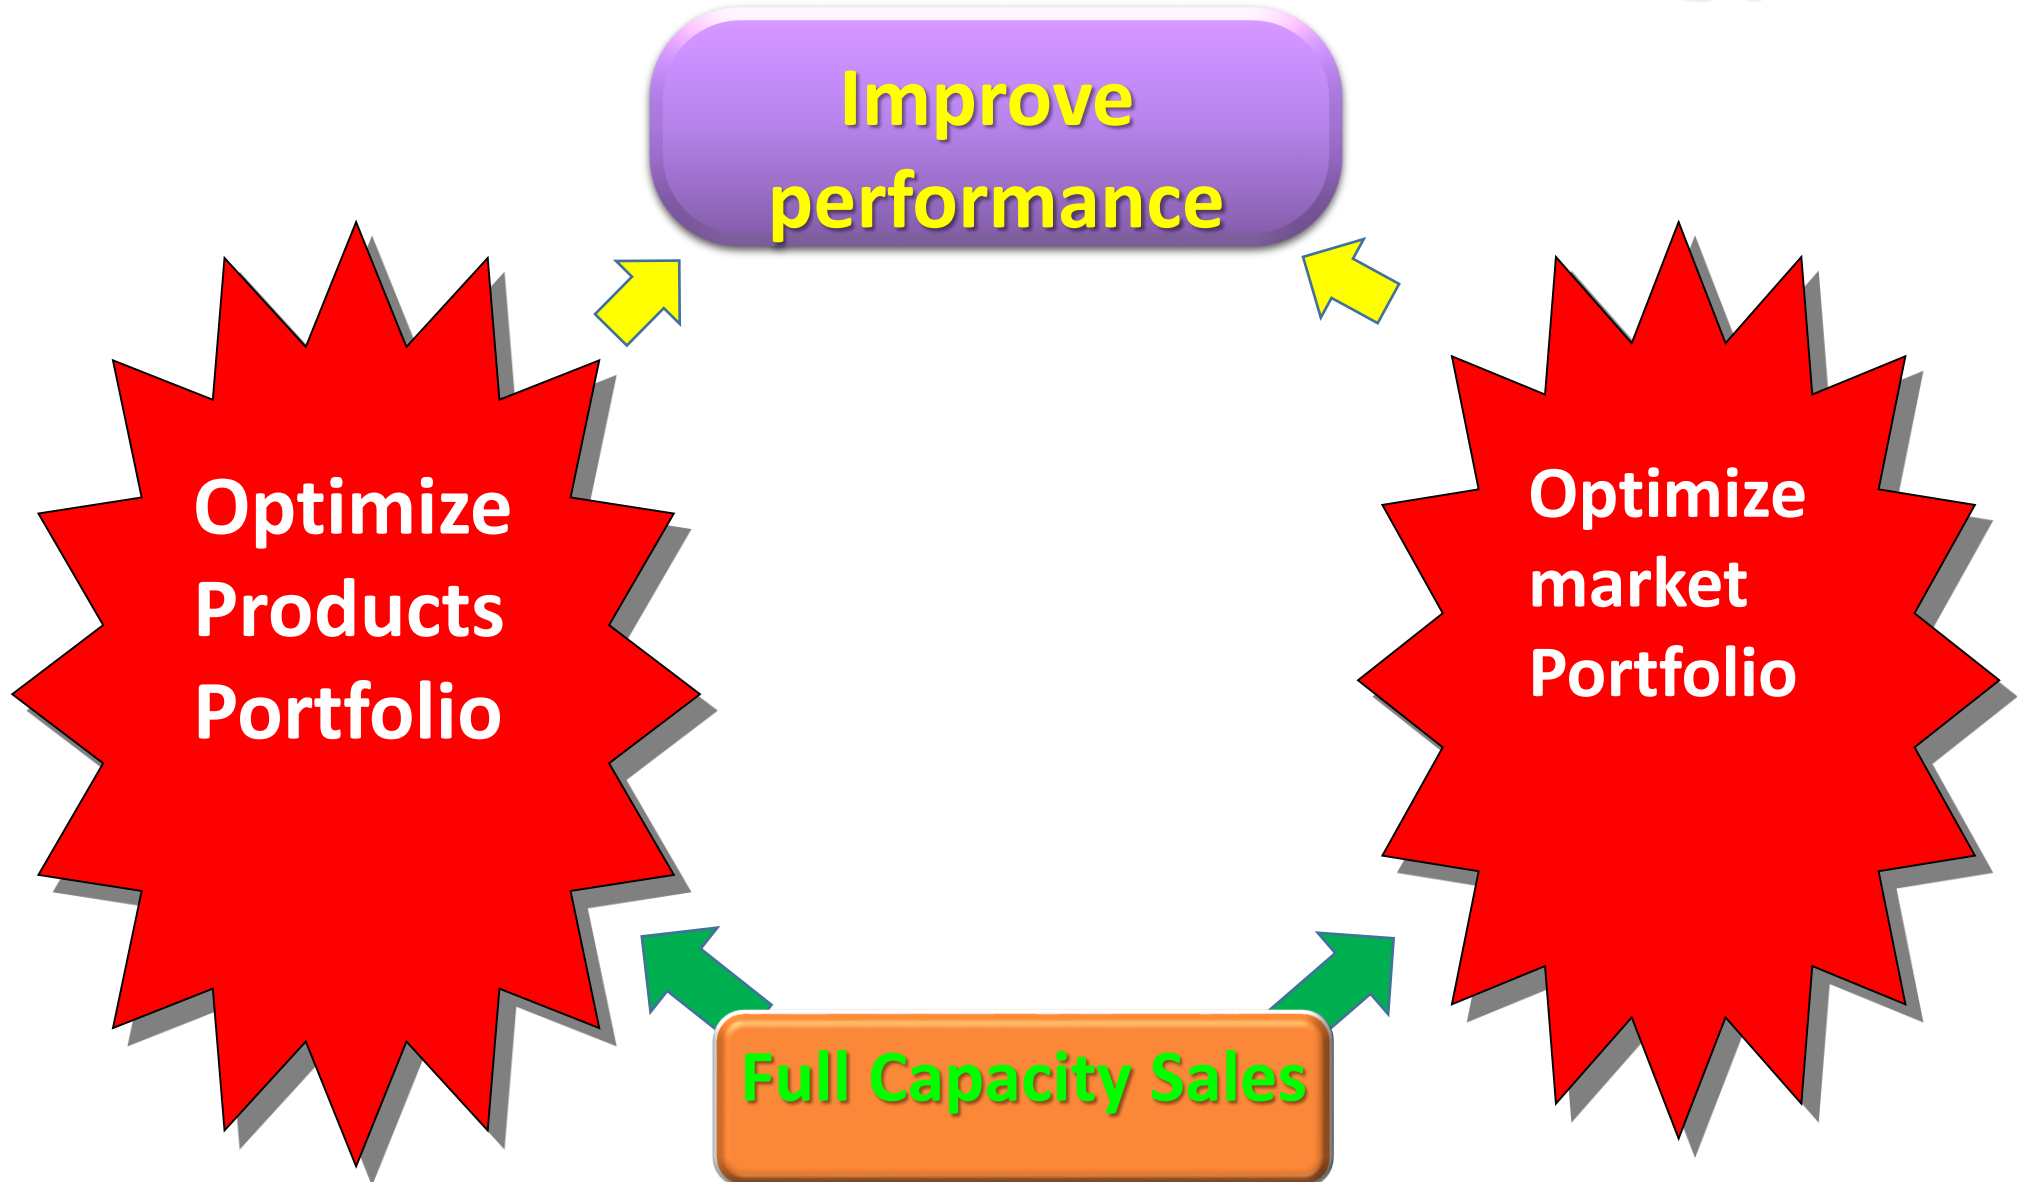 Improve
performance
Optimize
Products
Portfolio
Optimize
market
Portfolio
Full Capacity Sales